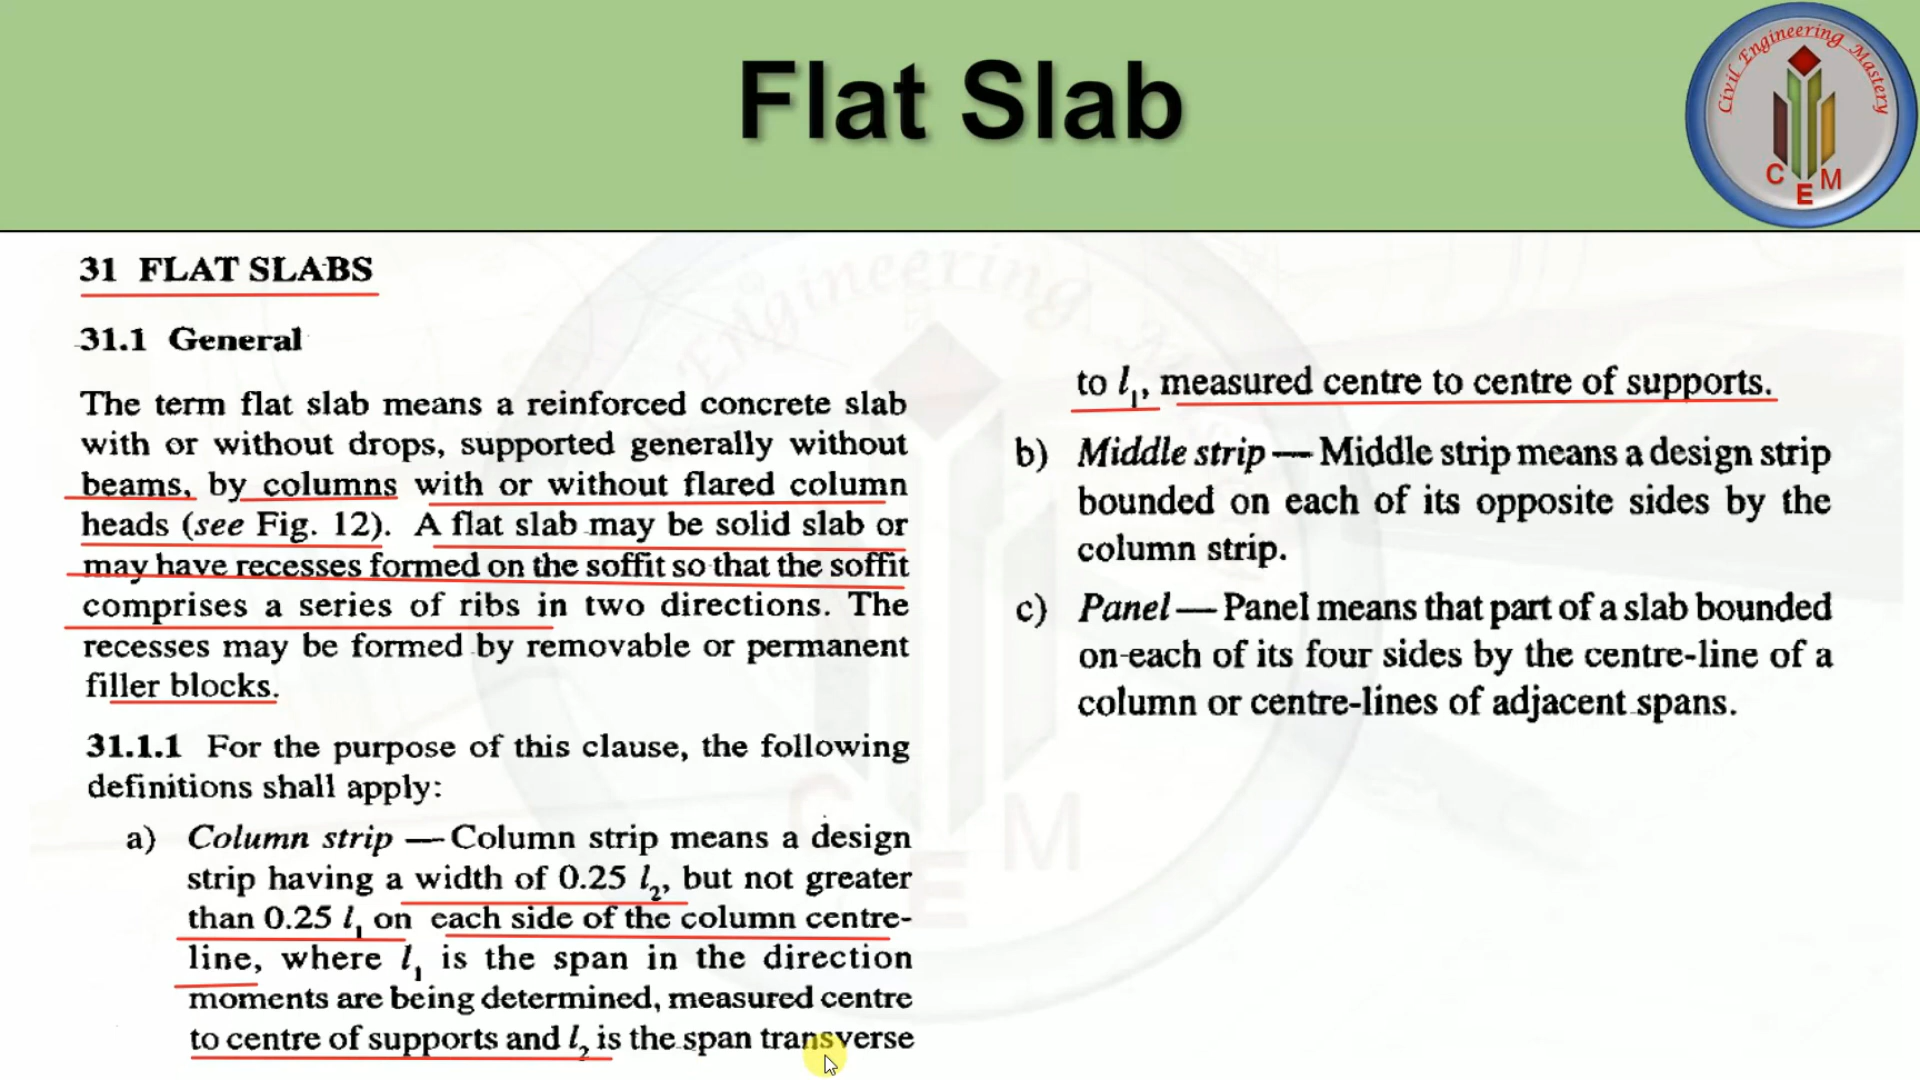 Flat Slab
Civil Engineering Mastery
C E M
31 FLAT SLABS
31.1 General
The term flat slab means a reinforced concrete slab
with or without drops, supported generally without
beams, by columns with or without flared column
heads (see Fig. 12). A flat slab may be solid slab or
may have recesses formed on the soffit so that the soffit
comprises a series of ribs in two directions. The
recesses may be formed by removable or permanent
filler blocks.
31.1.1 For the purpose of this clause, the following
definitions shall apply:
a) Column strip — Column strip means a design
strip having a width of 0.25 l₂, but not greater
than 0.25 l₁ on each side of the column centre-
line, where l₁ is the span in the direction
moments are being determined, measured centre
to centre of supports and l₂ is the span transverse
to l₁, measured centre to centre of supports.
b) Middle strip — Middle strip means a design strip
bounded on each of its opposite sides by the
column strip.
c) Panel — Panel means that part of a slab bounded
on-each of its four sides by the centre-line of a
column or centre-lines of adjacent spans.
Engineering
C E M